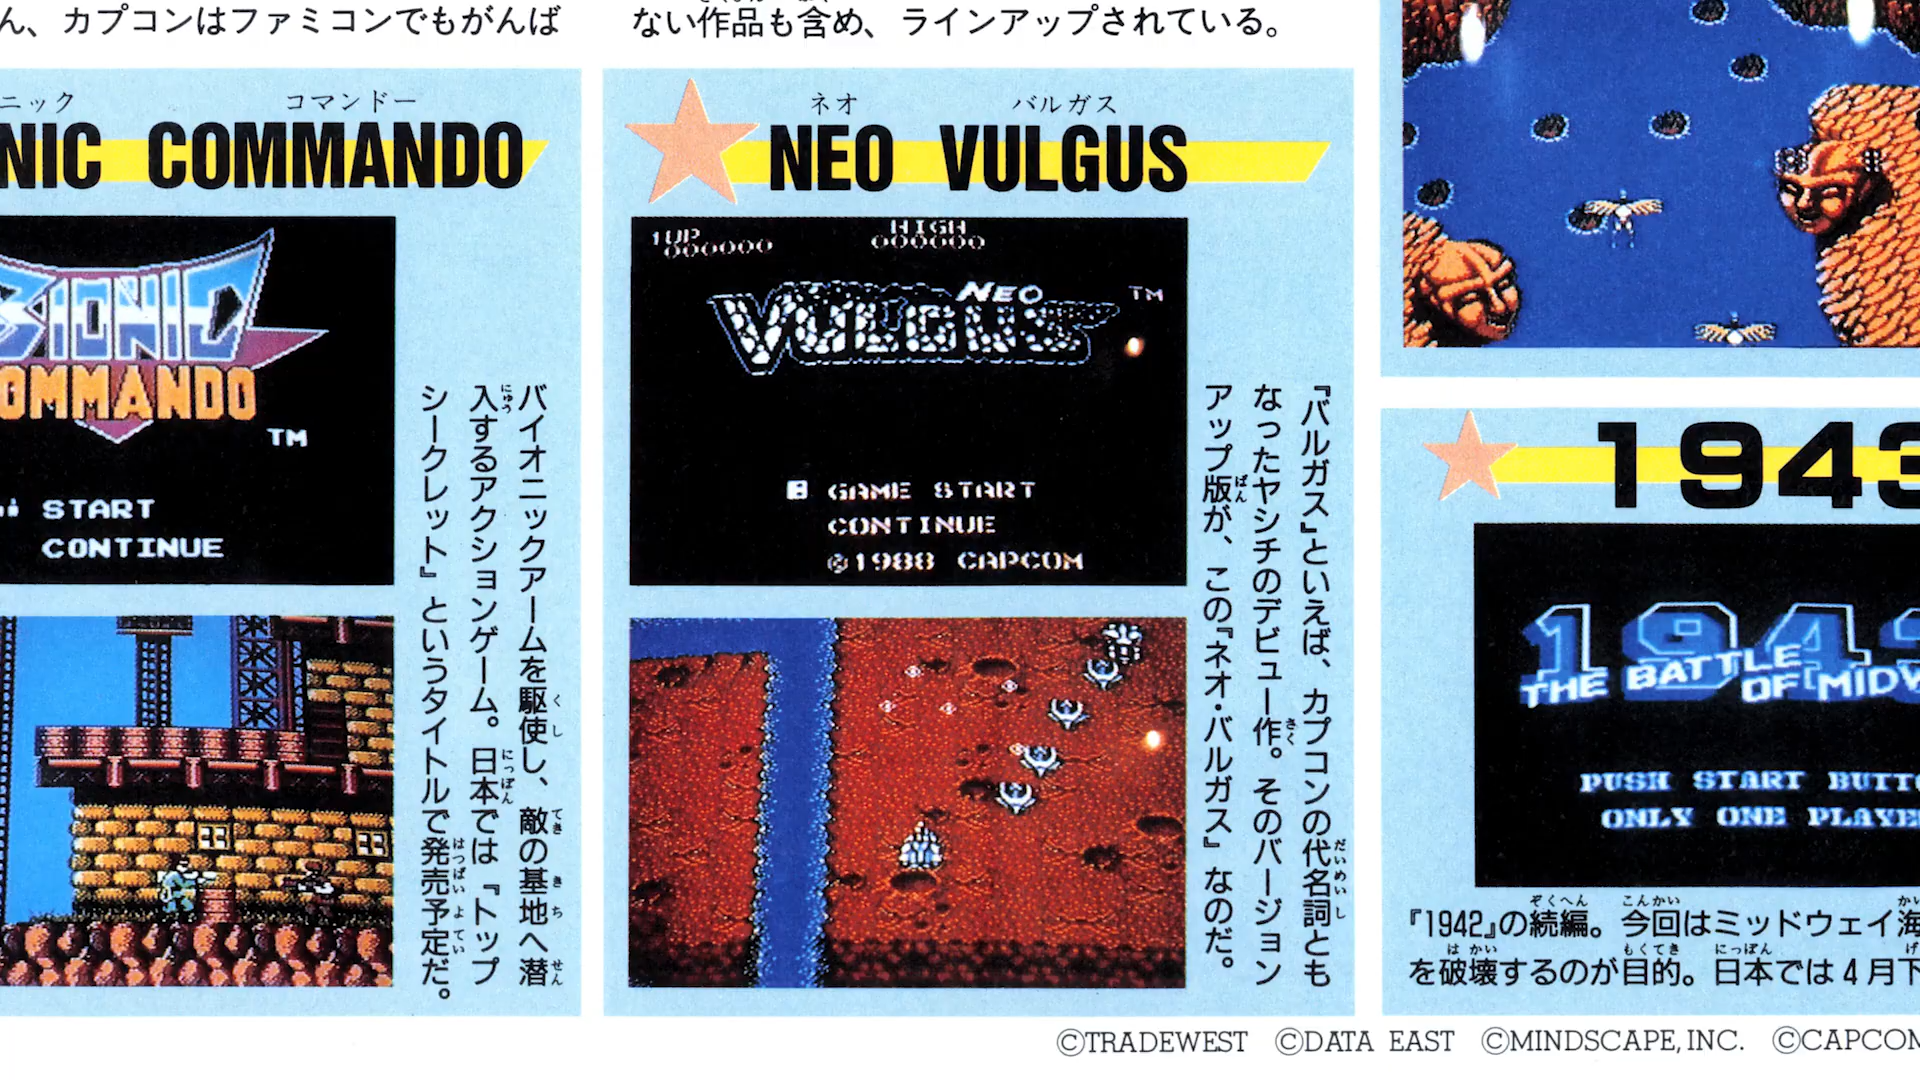 ん、カプコンはファミコンでもがんば
ない作品も含め、ラインアップされている。
ニック コマンドー
NIC COMMANDO
BIONIC
COMMANDO
TM
START
CONTINUE
バイオニックアームを駆使し、敵の基地へ潜
入するアクションゲーム。日本では『トップ
シークレット』というタイトルで発売予定だ。
ネオ バルガス
NEO VULGUS
1UP HIGH
000000 000000
NEO
VULGUS
TM
GAME START
CONTINUE
©1988 CAPCOM
『バルガス』といえば、カプコンの代名詞とも
なったヤシチのデビュー作。そのバージョン
アップ版が、この『ネオ・バルガス』なのだ。
1943
194
THE BATTLE
OF MIDW
PUSH START BUTTO
ONLY ONE PLAYE
『1942』の続編。今回はミッドウェイ海
を破壊するのが目的。日本では4月下
©TRADEWEST ©DATA EAST ©MINDSCAPE, INC. ©CAPCOM